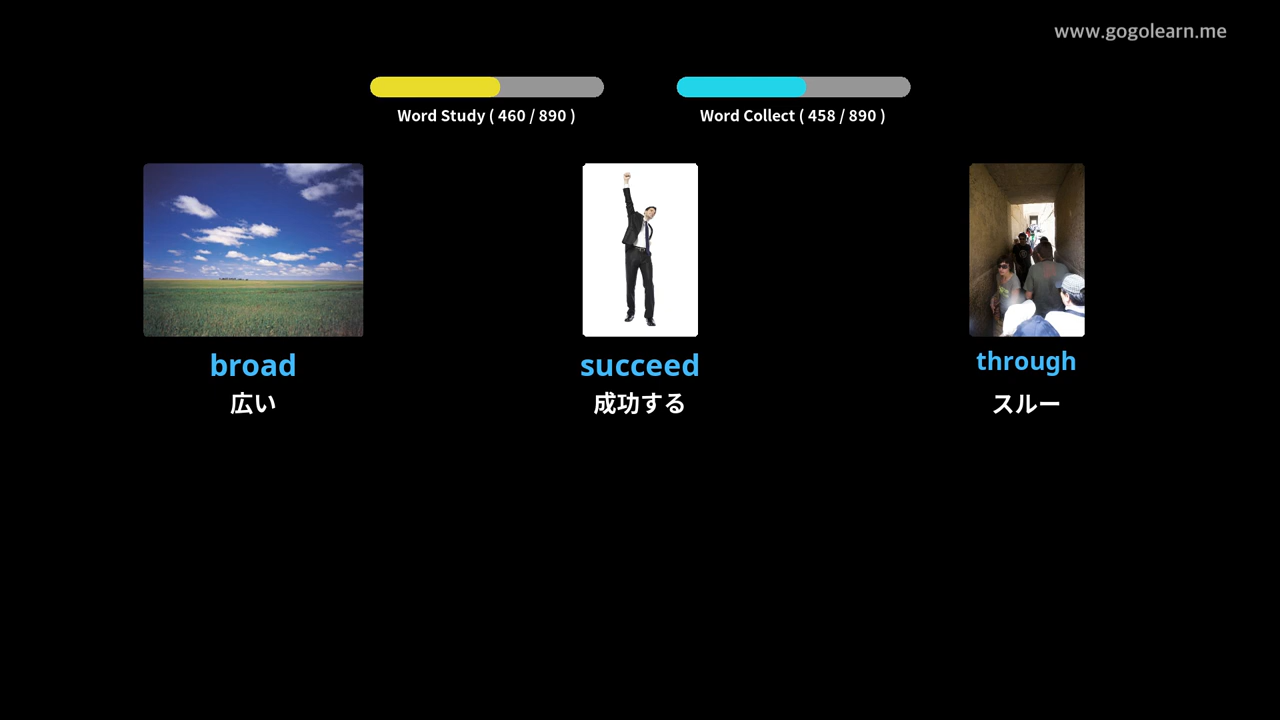 www.gogolearn.me
Word Study ( 460 / 890 )
Word Collect ( 458 / 890 )
broad
広い
succeed
成功する
through
スルー